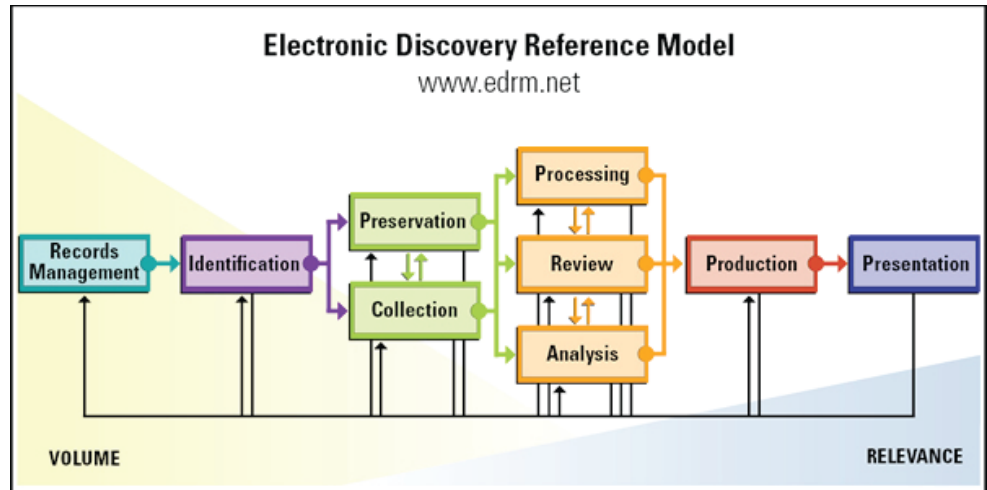 Electronic Discovery Reference Model
www.edrm.net
Processing
Preservation
Records
Management
Identification
Review
Production
Presentation
Collection
Analysis
VOLUME
RELEVANCE